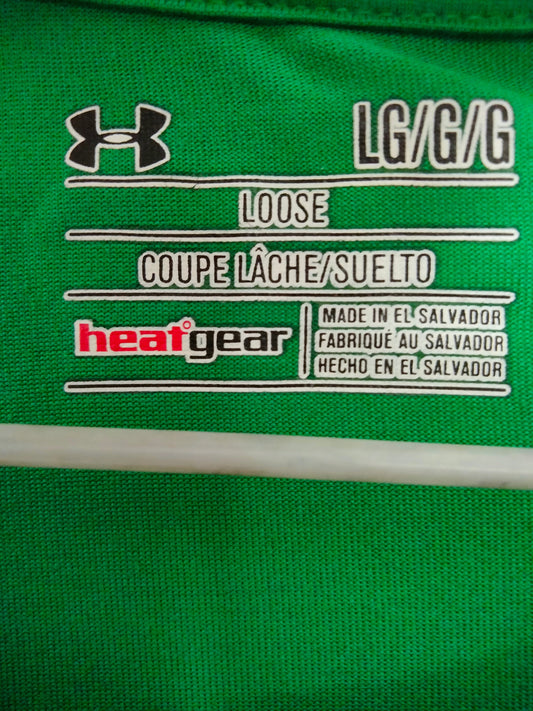 LG/G/G
LOOSE
COUPE LÂCHE/SUELTO
heatgear
MADE IN EL SALVADOR
FABRIQUÉ AU SALVADOR
HECHO EN EL SALVADOR